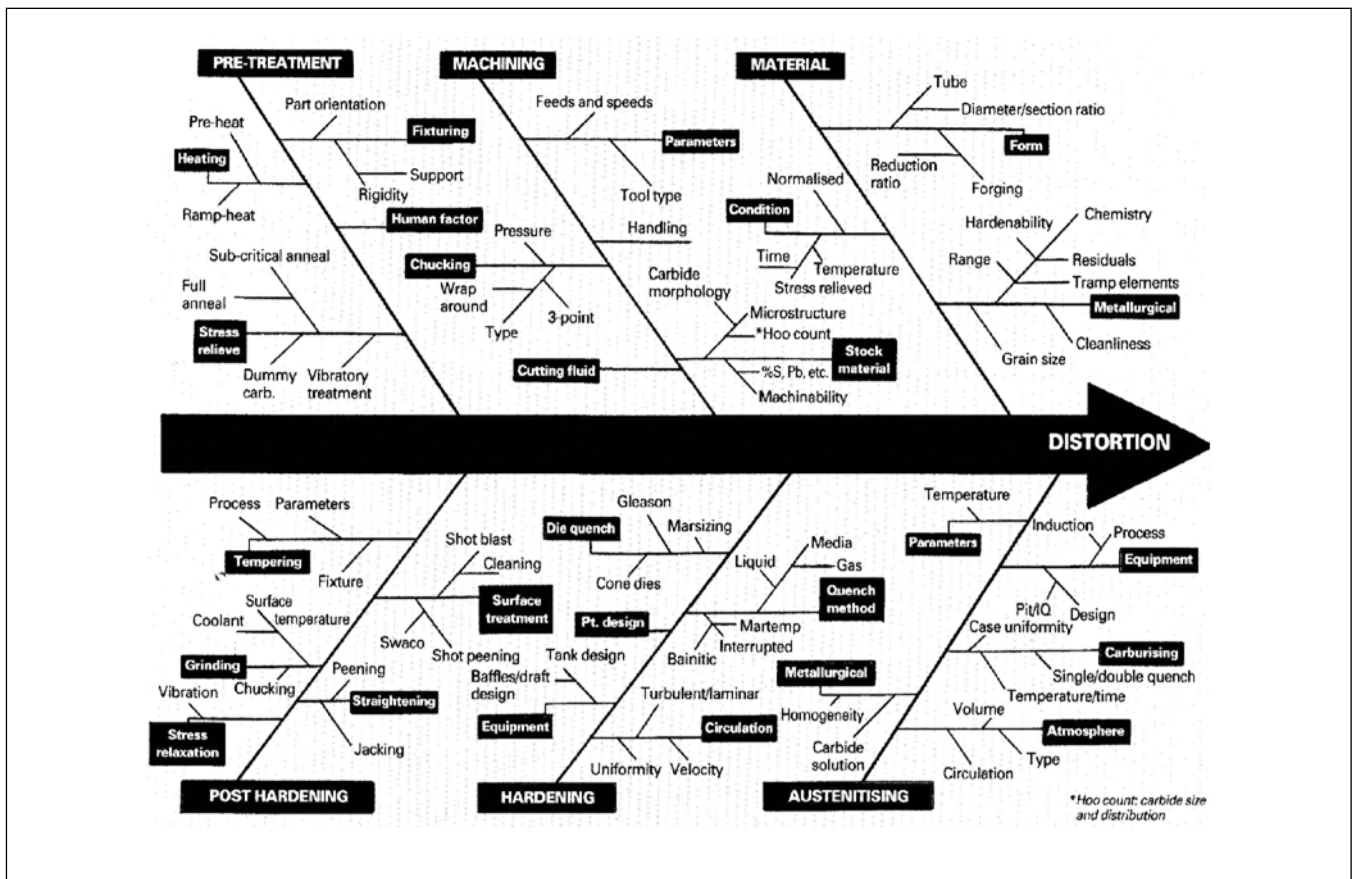 PRE-TREATMENT
MACHINING
MATERIAL
Part orientation
Pre-heat
Fixturing
Heating
Support
Rigidity
Ramp-heat
Human factor
Sub-critical anneal
Full
anneal
Stress
relieve
Dummy
carb.
Vibratory
treatment
Feeds and speeds
Parameters
Tool type
Handling
Pressure
Chucking
Wrap
around
3-point
Type
Carbide
morphology
Microstructure
*Hoo count
Stock
material
Cutting fluid
%S, Pb, etc.
Machinability
Tube
Diameter/section ratio
Form
Reduction
ratio
Forging
Normalised
Condition
Time
Temperature
Stress relieved
Hardenability
Chemistry
Range
Residuals
Tramp elements
Metallurgical
Grain size
Cleanliness
DISTORTION
Process
Parameters
Tempering
Fixture
Shot blast
Cleaning
Surface
treatment
Swaco
Shot peening
Surface
temperature
Coolant
Grinding
Chucking
Peening
Vibration
Straightening
Stress
relaxation
Jacking
POST HARDENING
Gleason
Die quench
Marsizing
Cone dies
Media
Liquid
Gas
Quench
method
Pt. design
Martemp
Interrupted
Bainitic
Tank design
Baffles/draft
design
Turbulent/laminar
Equipment
Circulation
Uniformity
Velocity
HARDENING
Temperature
Parameters
Induction
Process
Equipment
Pit/IQ
Design
Case uniformity
Carburising
Single/double quench
Temperature/time
Metallurgical
Homogeneity
Carbide
solution
Volume
Atmosphere
Type
Circulation
AUSTENITISING
*Hoo count: carbide size
and distribution